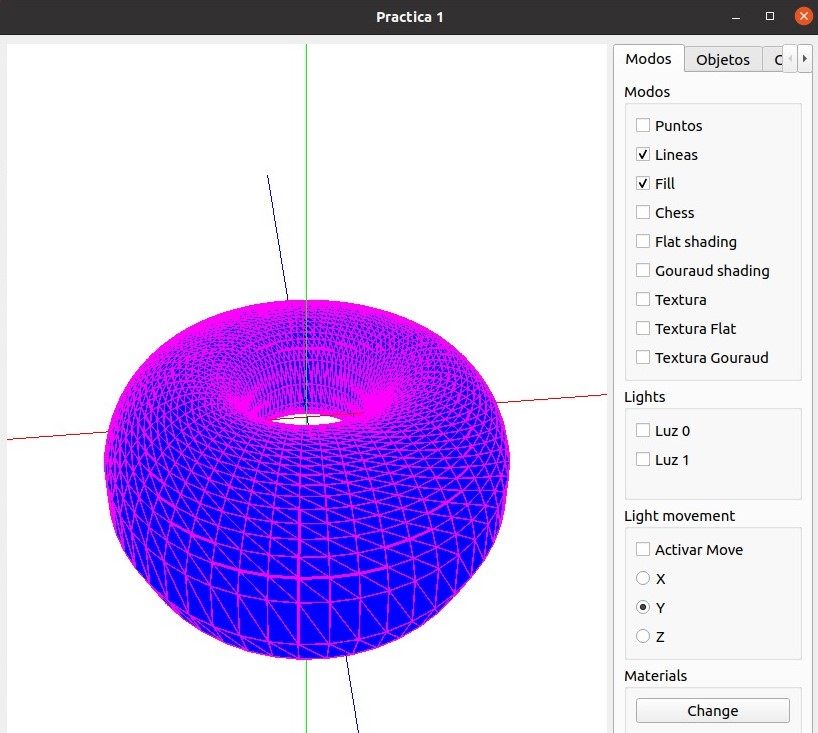 Practica 1
Modos
Objetos
Modos
Puntos
Lineas
Fill
Chess
Flat shading
Gouraud shading
Textura
Textura Flat
Textura Gouraud
Lights
Luz 0
Luz 1
Light movement
Activar Move
X
Y
Z
Materials
Change